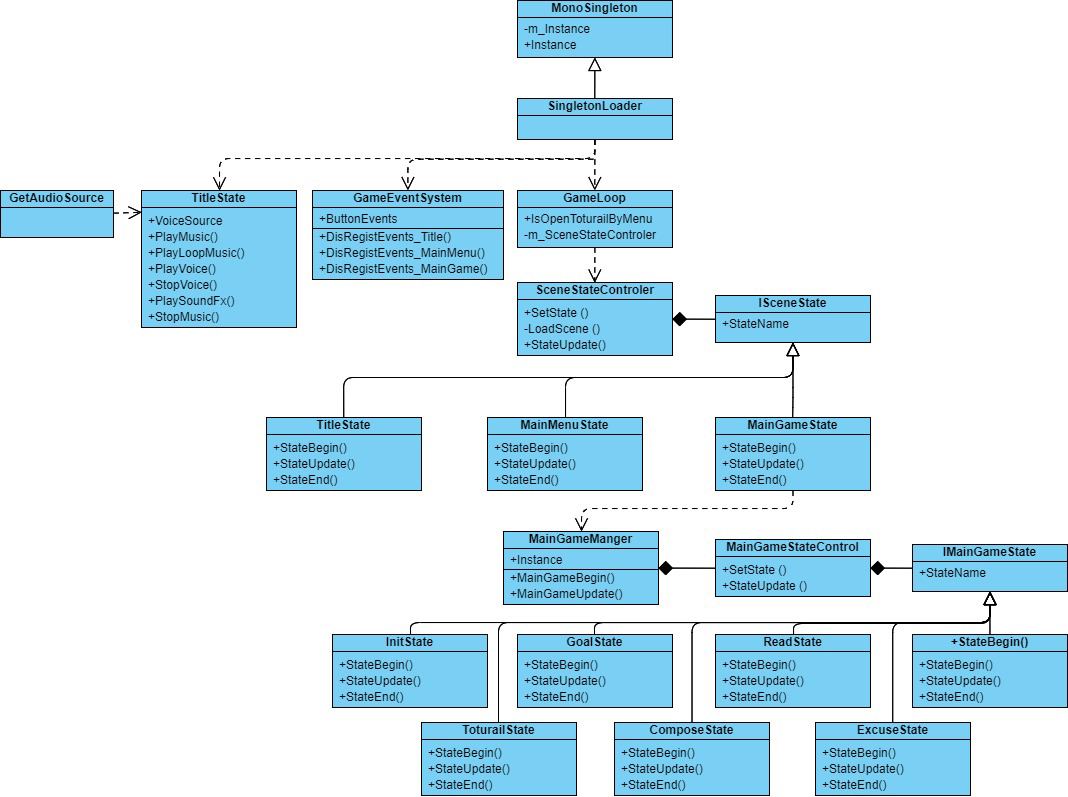 MonoSingleton
-m_Instance
+Instance
SingletonLoader
GetAudioSource
TitleState
+VoiceSource
+PlayMusic()
+PlayLoopMusic()
+PlayVoice()
+StopVoice()
+PlaySoundFx()
+StopMusic()
GameEventSystem
+ButtonEvents
+DisRegistEvents_Title()
+DisRegistEvents_MainMenu()
+DisRegistEvents_MainGame()
GameLoop
+IsOpenToturailByMenu
-m_SceneStateControler
SceneStateControler
+SetState ()
-LoadScene ()
+StateUpdate()
ISceneState
+StateName
TitleState
+StateBegin()
+StateUpdate()
+StateEnd()
MainMenuState
+StateBegin()
+StateUpdate()
+StateEnd()
MainGameState
+StateBegin()
+StateUpdate()
+StateEnd()
MainGameManger
+Instance
+MainGameBegin()
+MainGameUpdate()
MainGameStateControl
+SetState ()
+StateUpdate ()
IMainGameState
+StateName
InitState
+StateBegin()
+StateUpdate()
+StateEnd()
GoalState
+StateBegin()
+StateUpdate()
+StateEnd()
ReadState
+StateBegin()
+StateUpdate()
+StateEnd()
+StateBegin()
+StateBegin()
+StateUpdate()
+StateEnd()
ToturailState
+StateBegin()
+StateUpdate()
+StateEnd()
ComposeState
+StateBegin()
+StateUpdate()
+StateEnd()
ExcuseState
+StateBegin()
+StateUpdate()
+StateEnd()